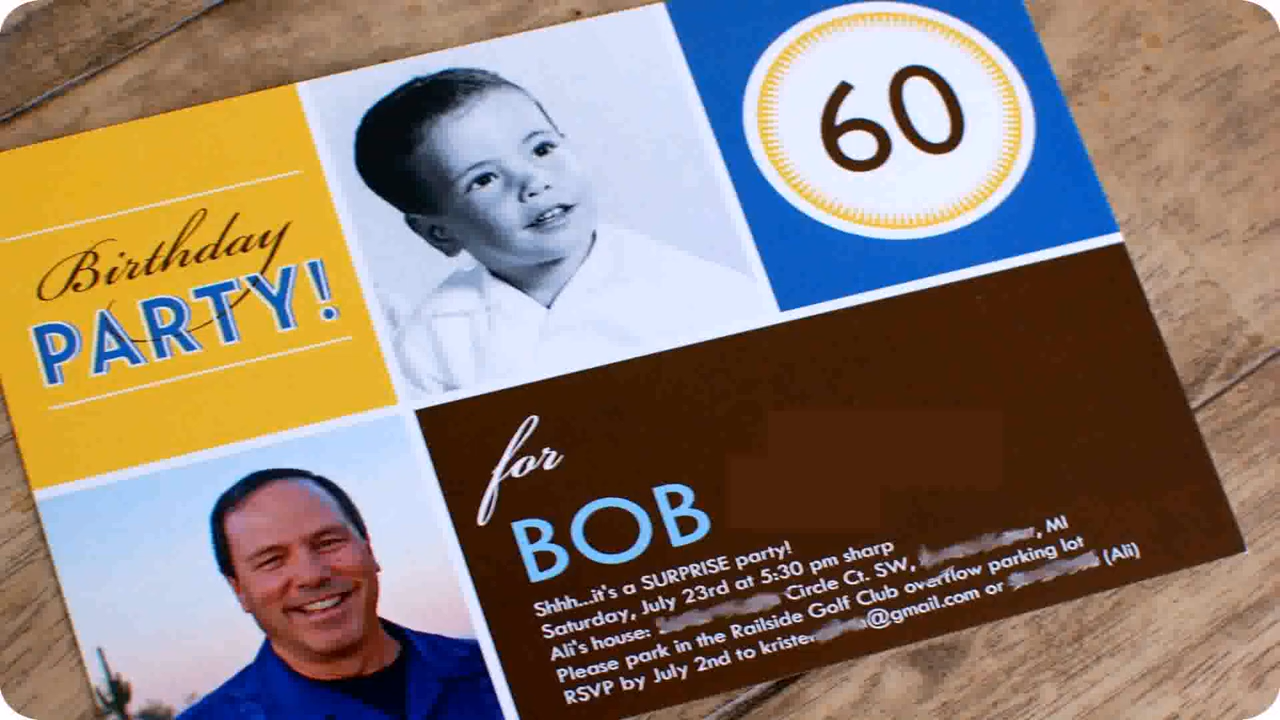 Birthday
PARTY!
60
for
BOB
Shhh...it's a SURPRISE party!
Saturday, July 23rd at 5:30 pm sharp
Ali's house: Circle Ct. SW, , MI
Please park in the Railside Golf Club overflow parking lot
RSVP by July 2nd to krister @gmail.com or (Ali)